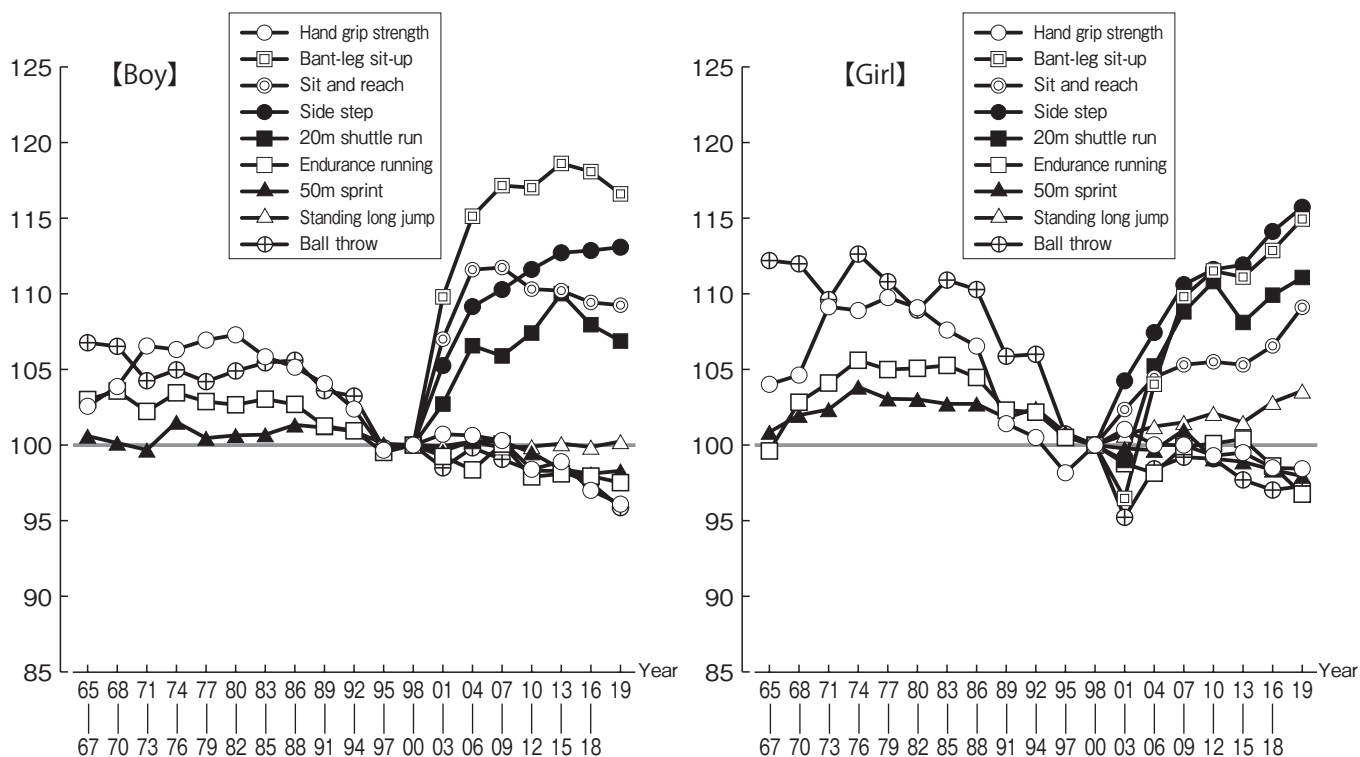 【Boy】
Hand grip strength
Bant-leg sit-up
Sit and reach
Side step
20m shuttle run
Endurance running
50m sprint
Standing long jump
Ball throw
125
120
115
110
105
100
95
90
85
65 68 71 74 77 80 83 86 89 92 95 98 01 04 07 10 13 16 19 Year
67 70 73 76 79 82 85 88 91 94 97 00 03 06 09 12 15 18
【Girl】
Hand grip strength
Bant-leg sit-up
Sit and reach
Side step
20m shuttle run
Endurance running
50m sprint
Standing long jump
Ball throw
125
120
115
110
105
100
95
90
85
65 68 71 74 77 80 83 86 89 92 95 98 01 04 07 10 13 16 19 Year
67 70 73 76 79 82 85 88 91 94 97 00 03 06 09 12 15 18